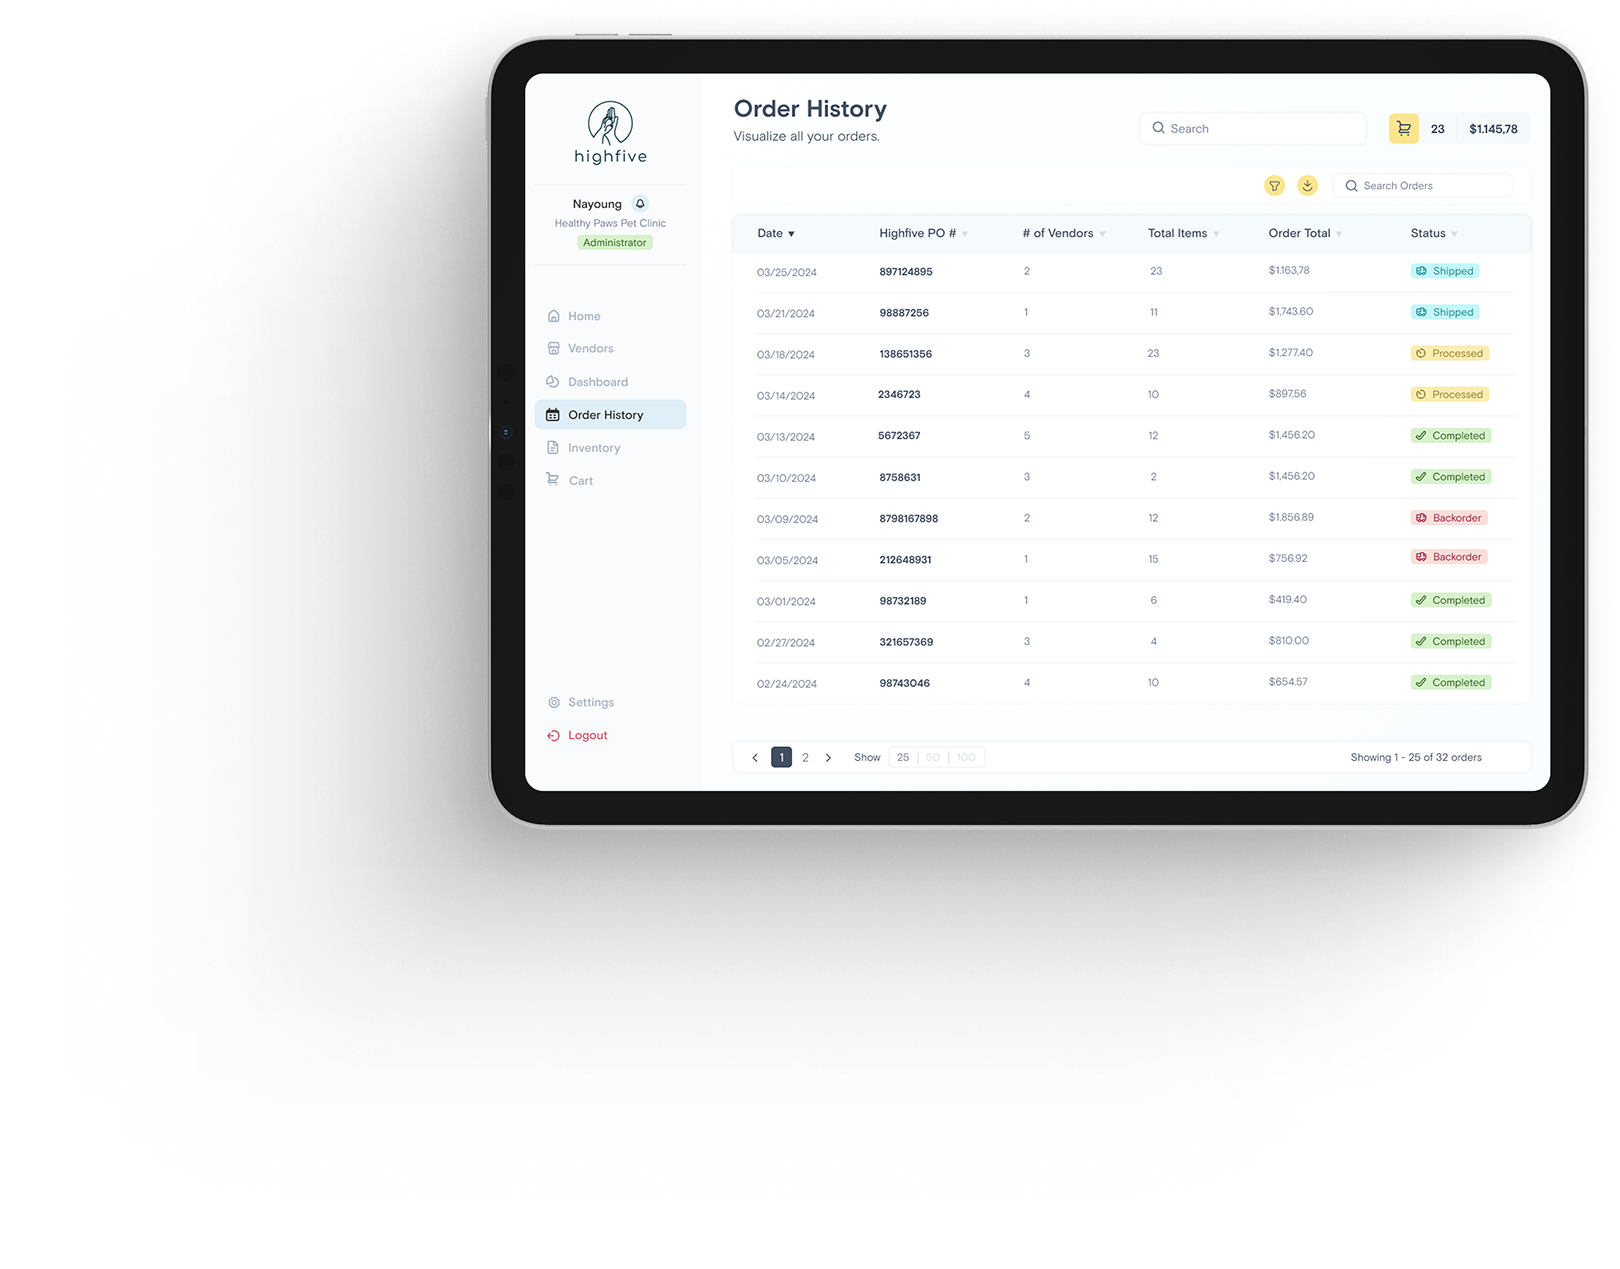 highfive
Nayoung
Healthy Paws Pet Clinic
Administrator
Home
Vendors
Dashboard
Order History
Inventory
Cart
Settings
Logout
Order History
Visualize all your orders.
Search
23 $1.145,78
Search Orders
Date Highfive PO # # of Vendors Total Items Order Total Status
03/25/2024 897124895 2 23 $1.163,78 Shipped
03/21/2024 98887256 1 11 $1,743.60 Shipped
03/18/2024 138651356 3 23 $1,277.40 Processed
03/14/2024 2346723 4 10 $897.56 Processed
03/13/2024 5672367 5 12 $1,456.20 Completed
03/10/2024 8758631 3 2 $1,456.20 Completed
03/09/2024 8798167898 2 12 $1,856.89 Backorder
03/05/2024 212648931 1 15 $756.92 Backorder
03/01/2024 98732189 1 6 $419.40 Completed
02/27/2024 321657369 3 4 $810.00 Completed
02/24/2024 98743046 4 10 $654.57 Completed
1 2 Show 25 50 100 Showing 1 - 25 of 32 orders